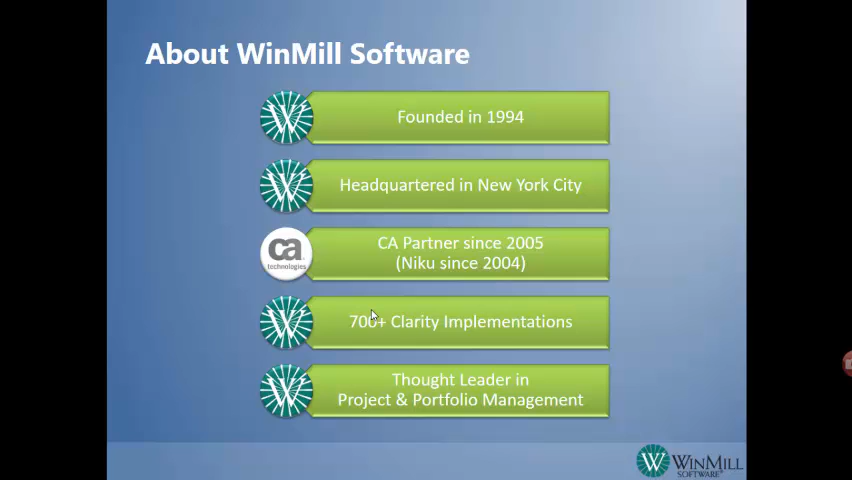 About WinMill Software
Founded in 1994
Headquartered in New York City
ca
technologies
CA Partner since 2005
(Niku since 2004)
700+ Clarity Implementations
Thought Leader in
Project & Portfolio Management
W
W
W
W
W
WINMILL
SOFTWARE®